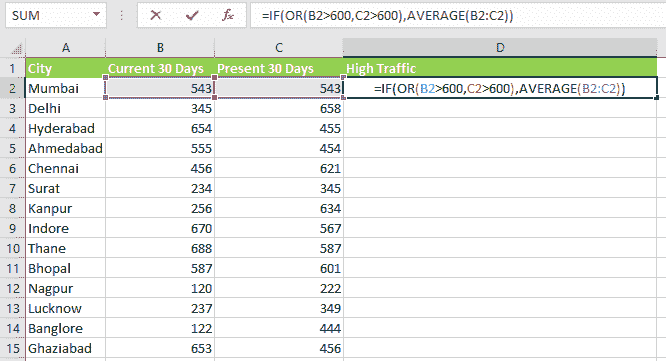 SUM =IF(OR(B2>600,C2>600),AVERAGE(B2:C2))
A B C D
1 City Current 30 Days Present 30 Days High Traffic
2 Mumbai 543 543 =IF(OR(B2>600,C2>600),AVERAGE(B2:C2))
3 Delhi 345 658
4 Hyderabad 654 455
5 Ahmedabad 555 454
6 Chennai 456 621
7 Surat 234 345
8 Kanpur 256 634
9 Indore 670 567
10 Thane 688 587
11 Bhopal 587 601
12 Nagpur 120 222
13 Lucknow 237 349
14 Banglore 122 444
15 Ghaziabad 653 456